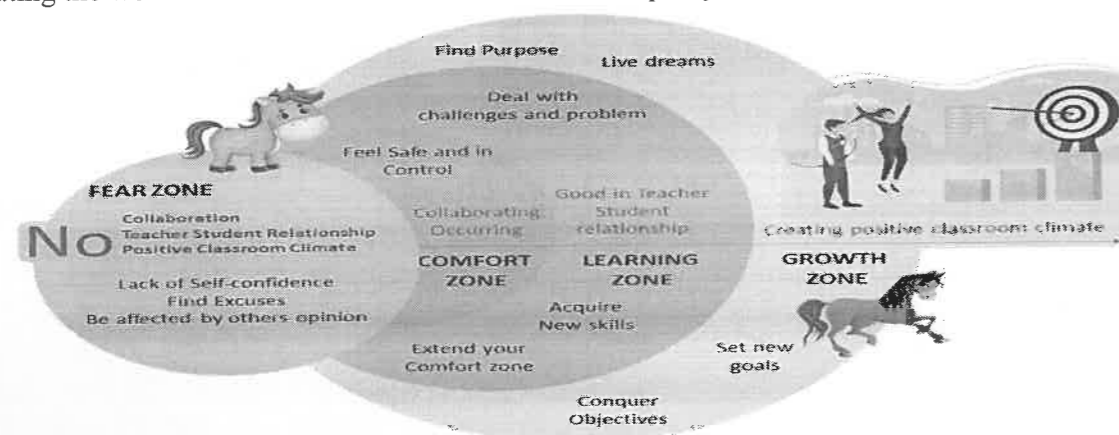 Find Purpose
Live dreams
Deal with
challenges and problem
Feel Safe and in
Control
FEAR ZONE
No
Collaboration
Teacher Student Relationship
Positive Classroom Climate
Lack of Self-confidence
Find Excuses
Be affected by others opinion
Collaborating
Occurring
Good in Teacher
Student
relationship
COMFORT
ZONE
LEARNING
ZONE
Acquire
New skills
Extend your
Comfort zone
Creating positive classroom climate
GROWTH
ZONE
Set new
goals
Conquer
Objectives